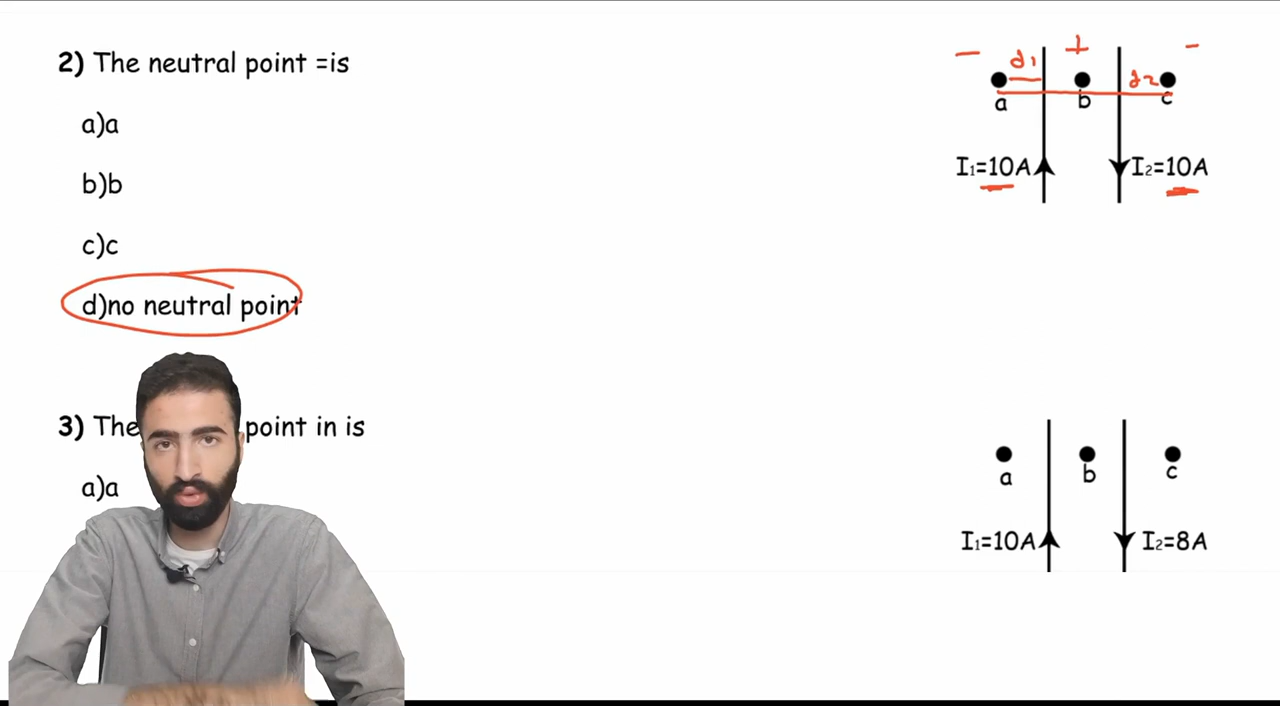 2) The neutral point =is
a)a
b)b
c)c
d)no neutral point
- + -
d1 d2
a b c
I₁=10A I₂=10A
3) The point in is
a)a
a b c
I₁=10A I₂=8A